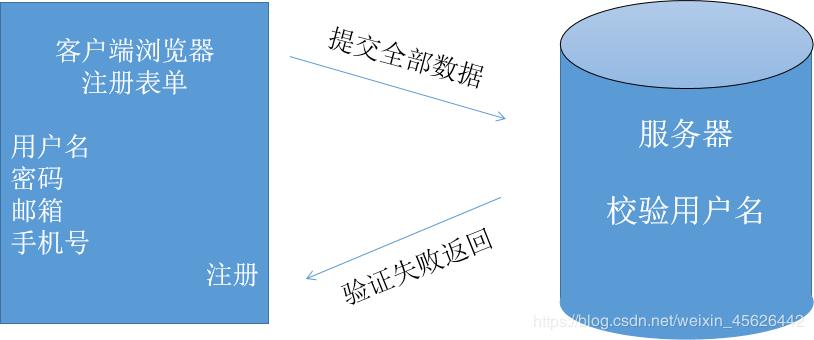 客户端浏览器
注册表单
用户名
密码
邮箱
手机号
注册
提交全部数据
验证失败返回
服务器
校验用户名
https://blog.csdn.net/weixin_45626442